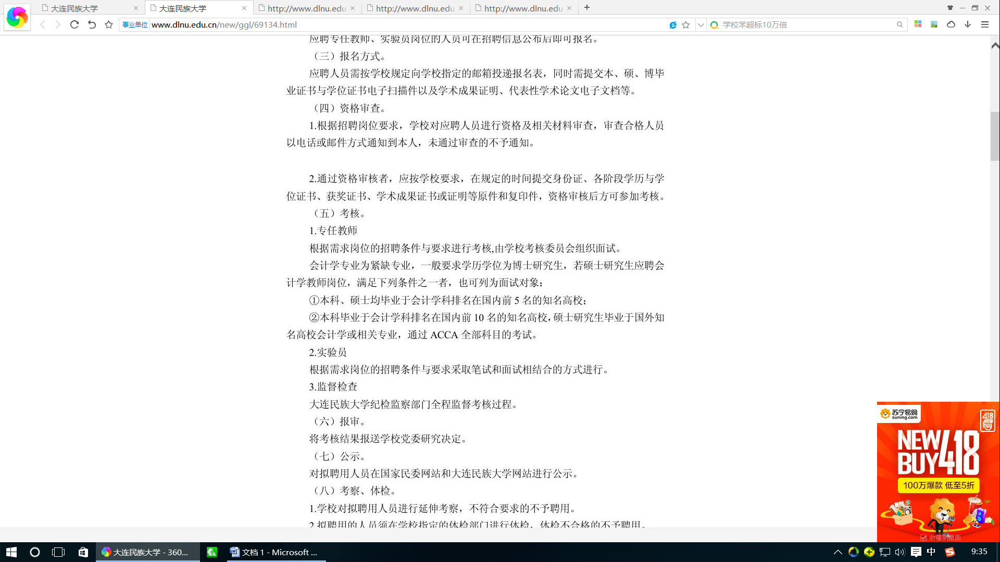 大连民族大学
大连民族大学
http://www.dlnu.edu
http://www.dlnu.edu
http://www.dlnu.edu
事业单位 www.dlnu.edu.cn/new/ggl/69134.html
学校苯超标10万倍
应聘专任教师、实验员岗位的人员可在招聘信息公布后即可报名。
（三）报名方式。
应聘人员需按学校规定向学校指定的邮箱投递报名表，同时需提交本、硕、博毕
业证书与学位证书电子扫描件以及学术成果证明、代表性学术论文电子文档等。
（四）资格审查。
1.根据招聘岗位要求，学校对应聘人员进行资格及相关材料审查，审查合格人员
以电话或邮件方式通知到本人，未通过审查的不予通知。
2.通过资格审核者，应按学校要求，在规定的时间提交身份证、各阶段学历与学
位证书、获奖证书、学术成果证书或证明等原件和复印件，资格审核后方可参加考核。
（五）考核。
1.专任教师
根据需求岗位的招聘条件与要求进行考核,由学校考核委员会组织面试。
会计学专业为紧缺专业，一般要求学历学位为博士研究生，若硕士研究生应聘会
计学教师岗位，满足下列条件之一者，也可列为面试对象：
①本科、硕士均毕业于会计学科排名在国内前 5 名的知名高校；
②本科毕业于会计学科排名在国内前 10 名的知名高校，硕士研究生毕业于国外知
名高校会计学或相关专业，通过 ACCA 全部科目的考试。
2.实验员
根据需求岗位的招聘条件与要求采取笔试和面试相结合的方式进行。
3.监督检查
大连民族大学纪检监察部门全程监督考核过程。
（六）报审。
将考核结果报送学校党委研究决定。
（七）公示。
对拟聘用人员在国家民委网站和大连民族大学网站进行公示。
（八）考察、体检。
1.学校对拟聘用人员进行延伸考察，不符合要求的不予聘用。
2.拟聘用的人员须在学校指定的体检部门进行体检，体检不合格的不予聘用。
苏宁易购
suning.com
418
New
buy
NEW
BUY
418
100万爆款 低至5折
收藏到桌面
大连民族大学 - 360...
文档 1 - Microsoft ...
中
9:35